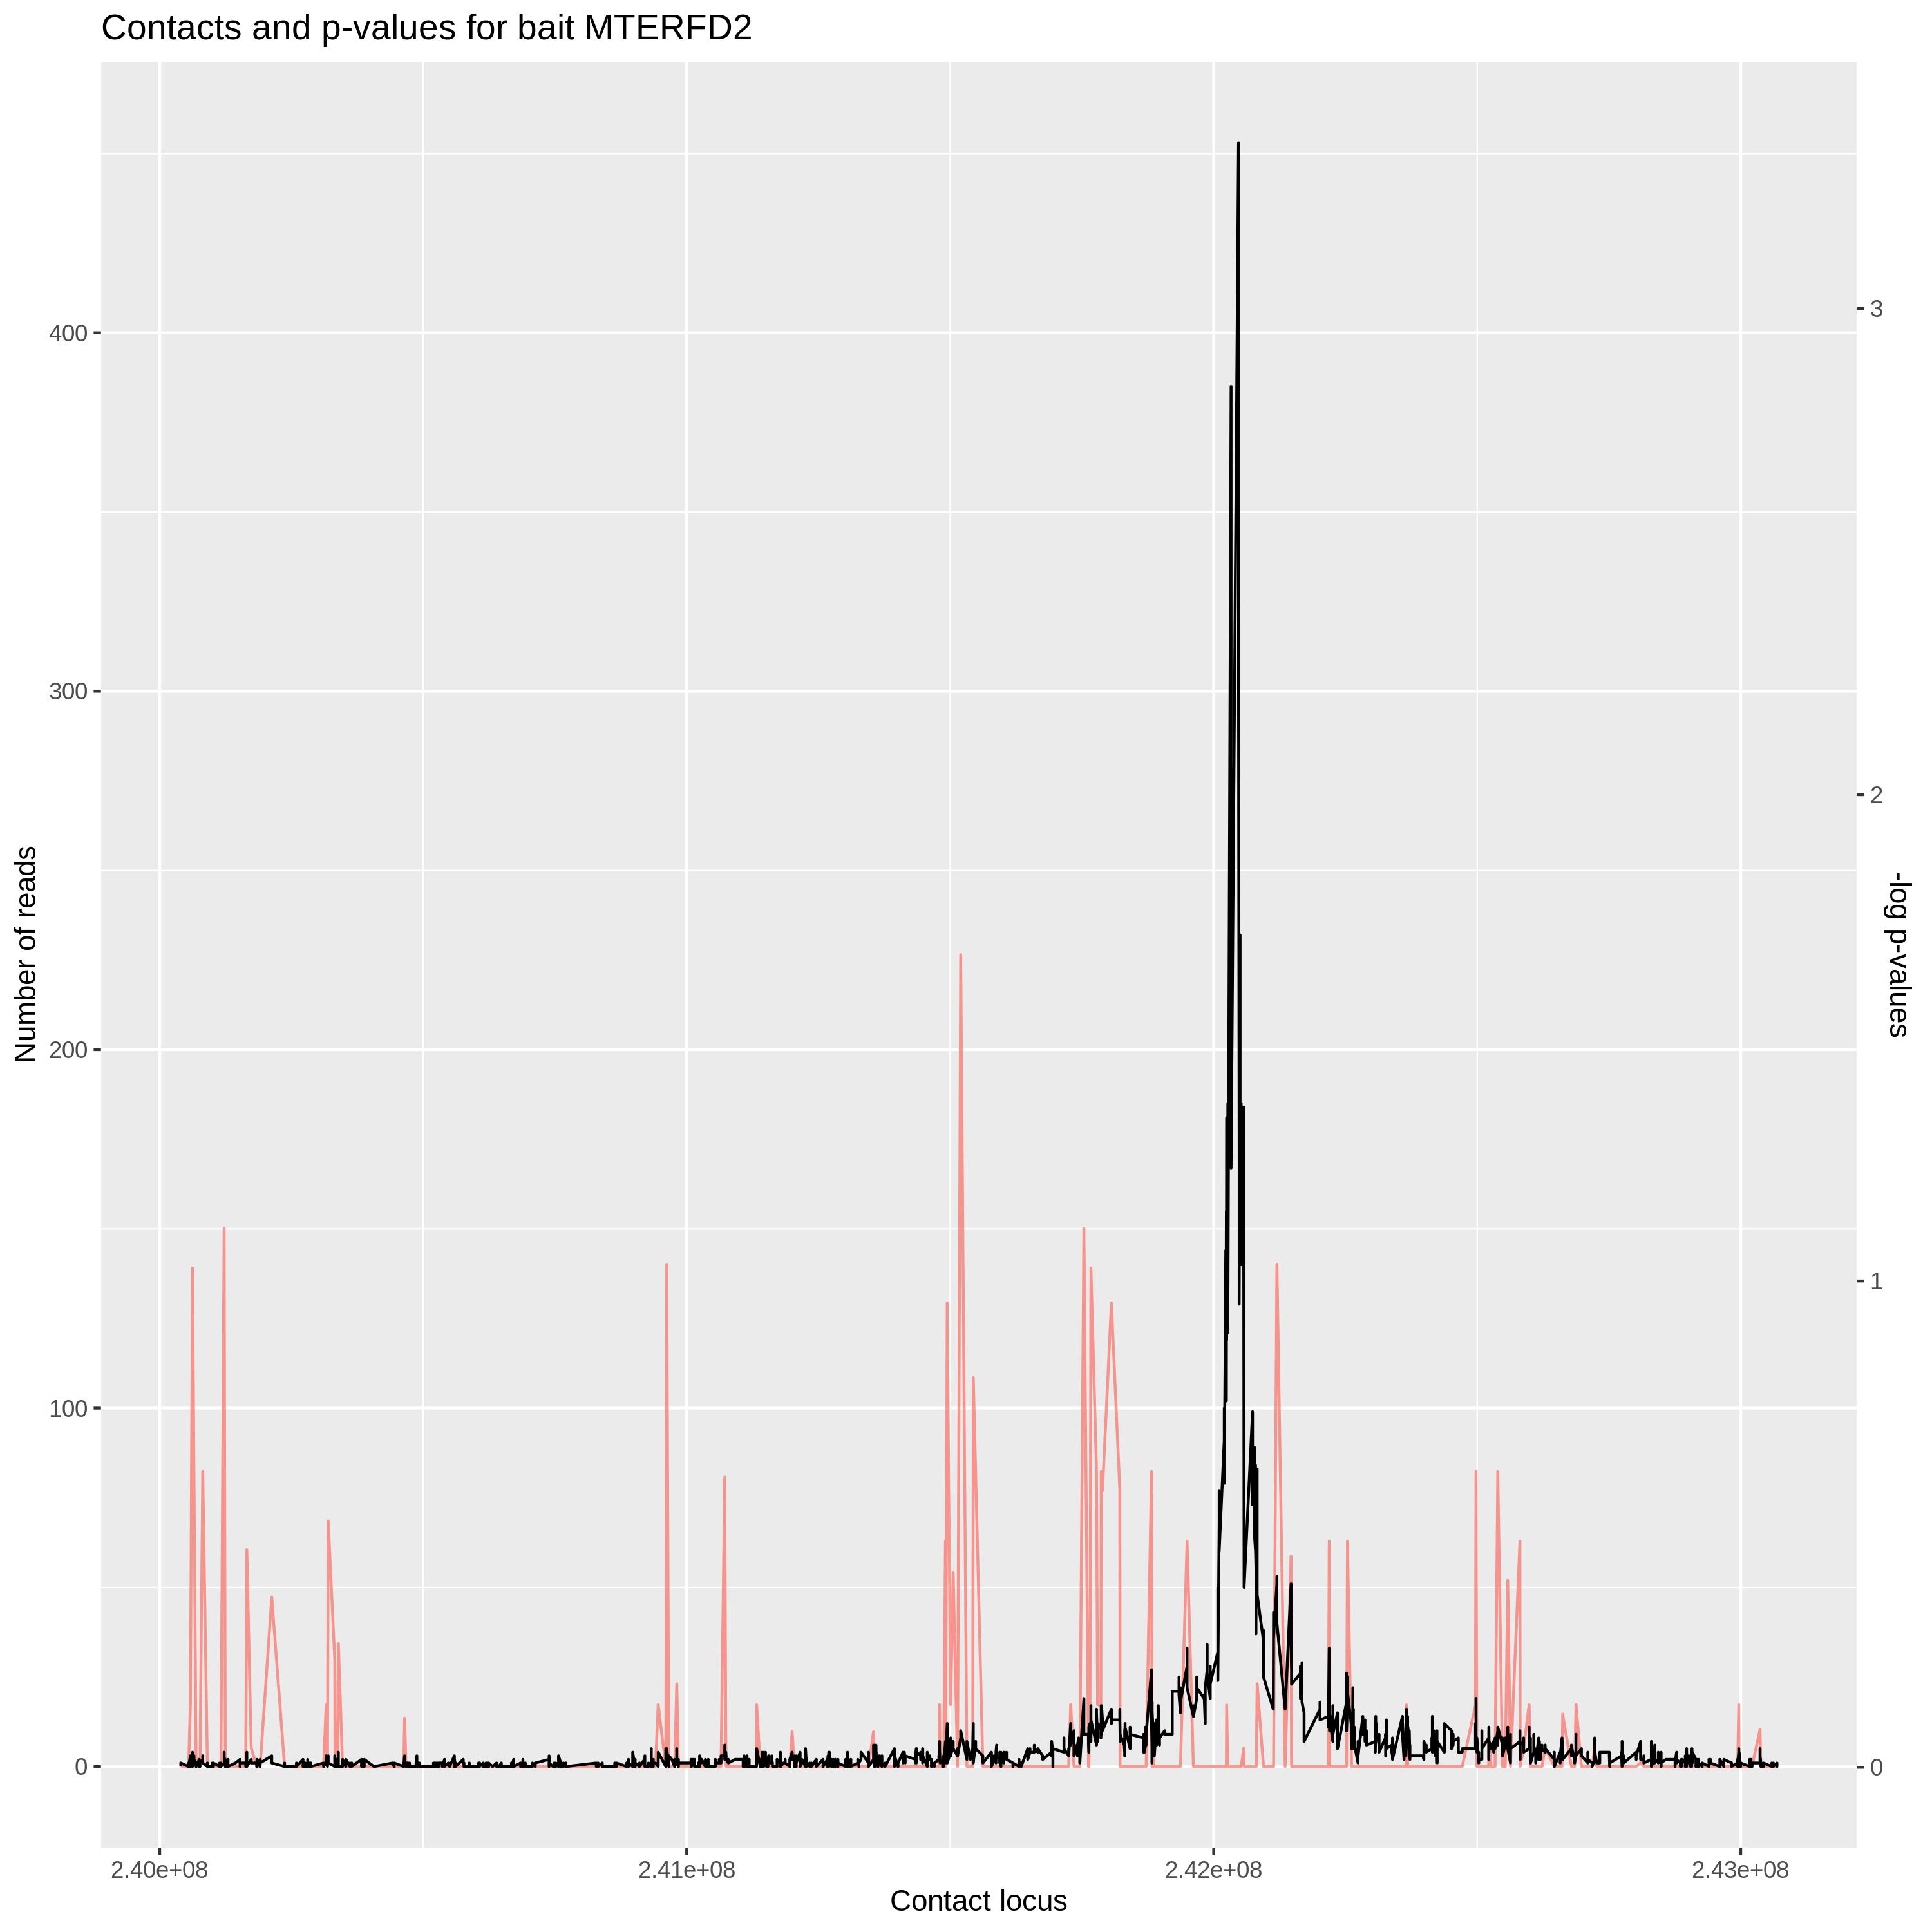 Contacts and p-values for bait MTERFD2
Number of reads
400
300
200
100
0
3
2
1
0
-log p-values
2.40e+08
2.41e+08
2.42e+08
2.43e+08
Contact locus